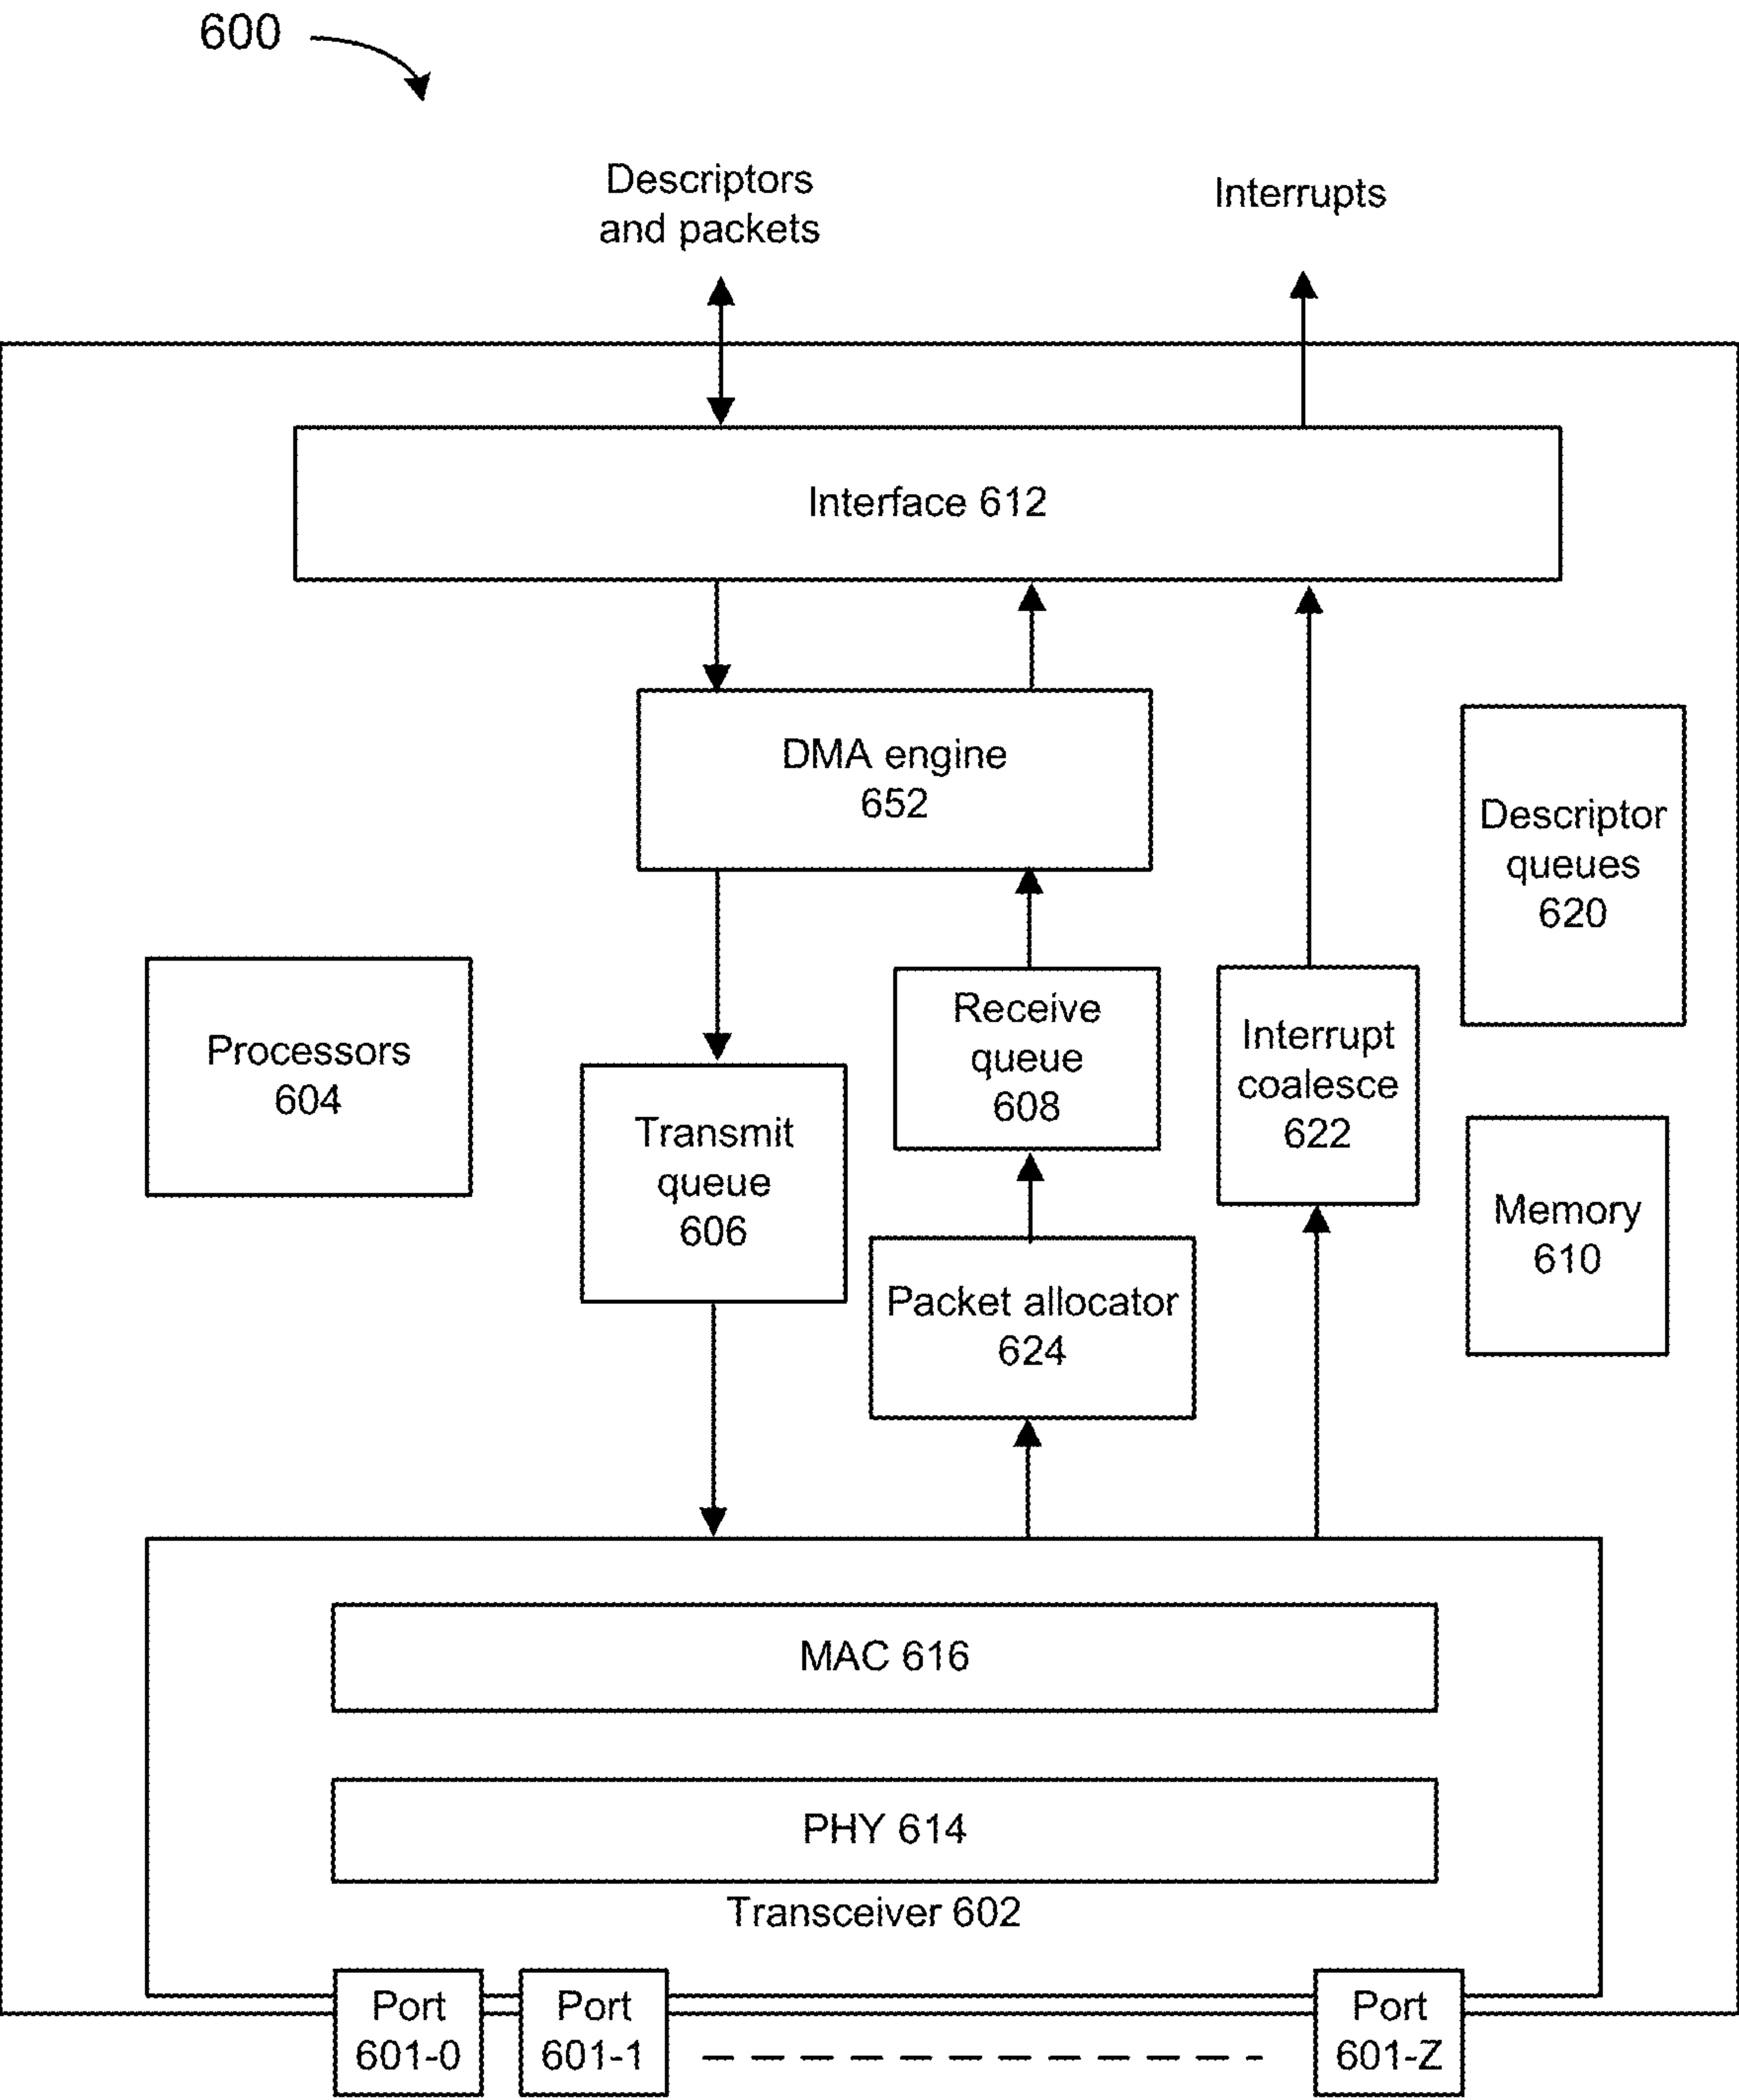 600
Descriptors
and packets
Interrupts
Interface 612
DMA engine
652
Descriptor
queues
620
Processors
604
Transmit
queue
606
Receive
queue
608
Interrupt
coalesce
622
Packet allocator
624
Memory
610
MAC 616
PHY 614
Transceiver 602
Port
601-0
Port
601-1
Port
601-Z